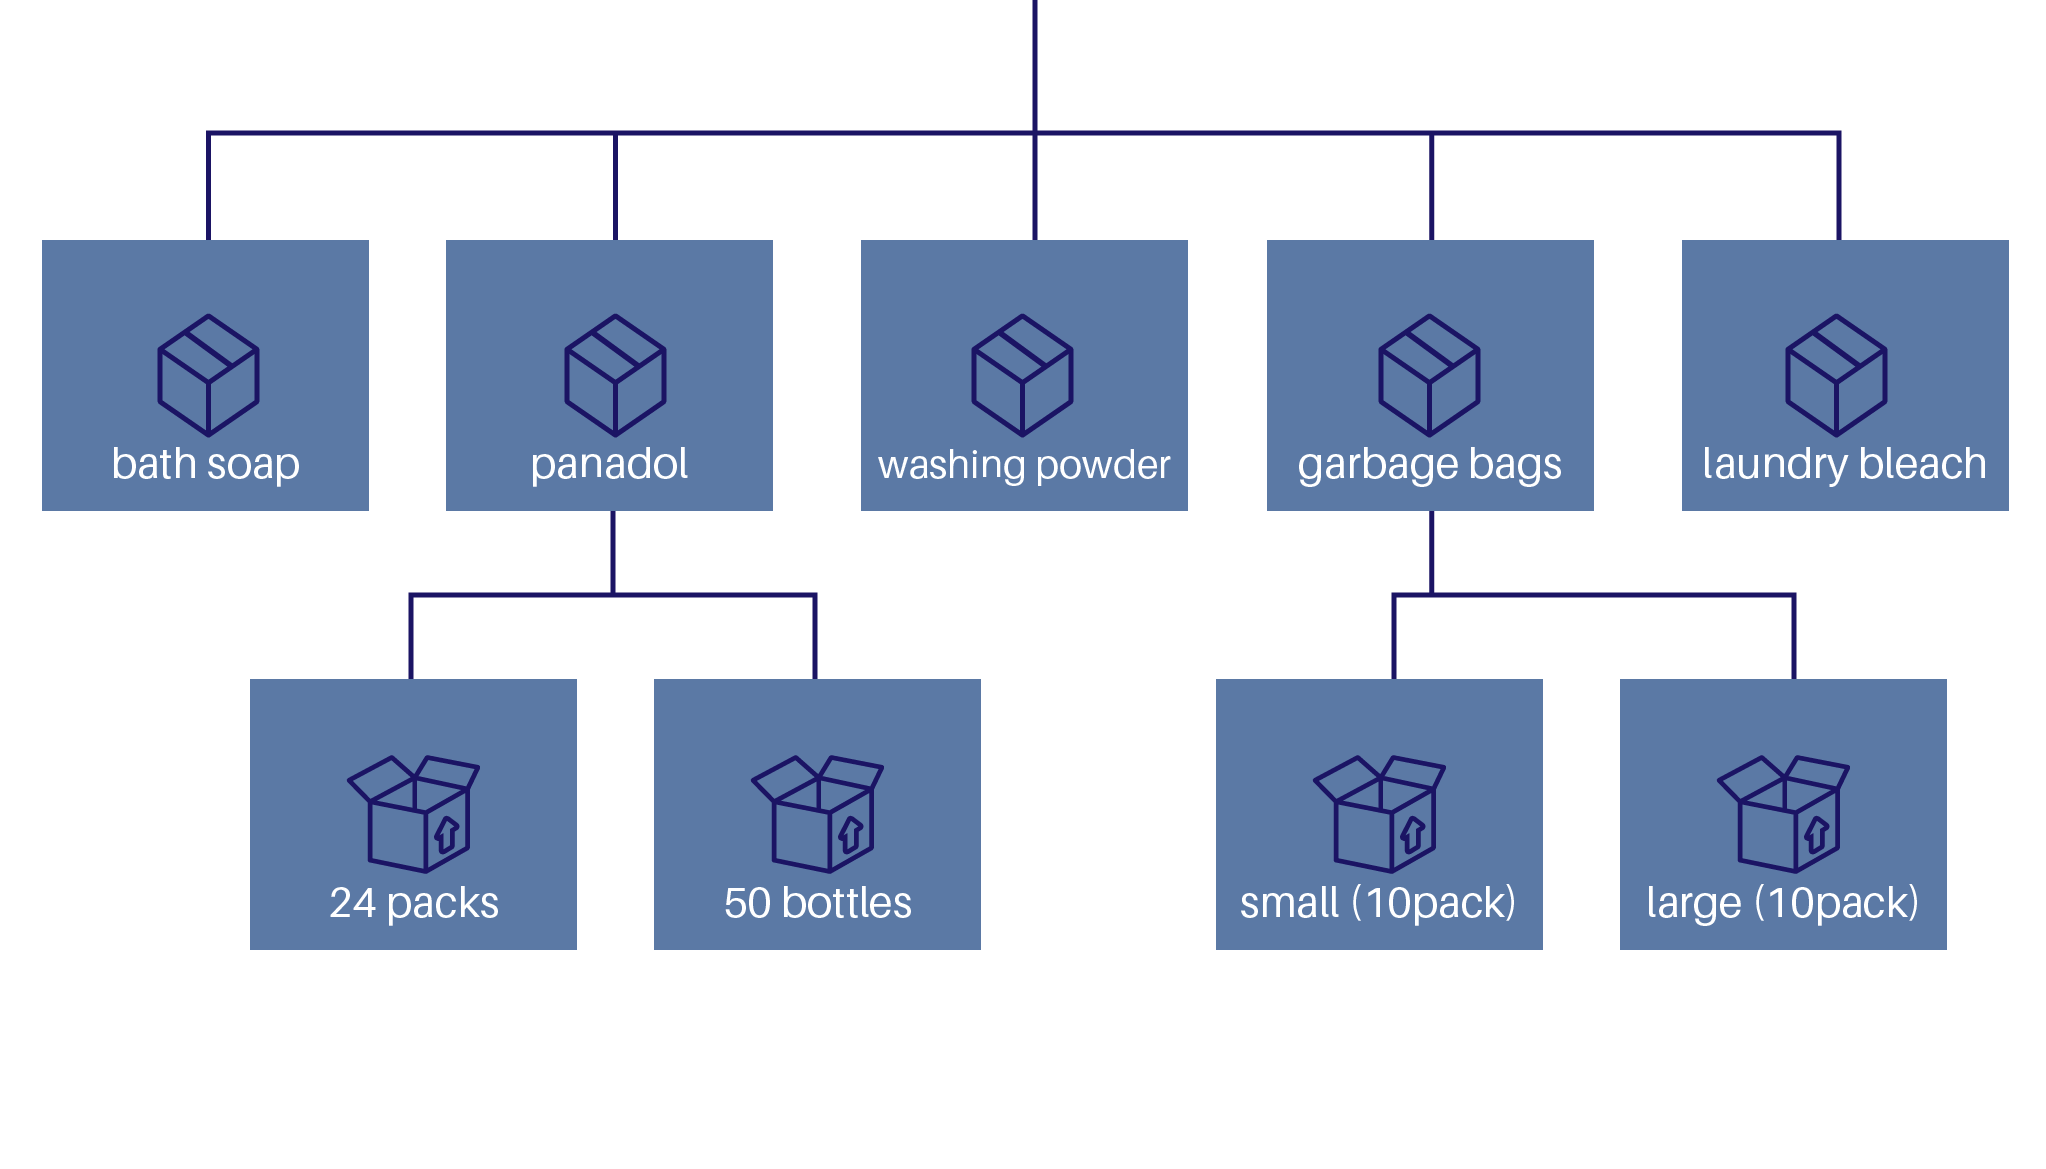 bath soap
panadol
washing powder
garbage bags
laundry bleach
24 packs
50 bottles
small (10pack)
large (10pack)